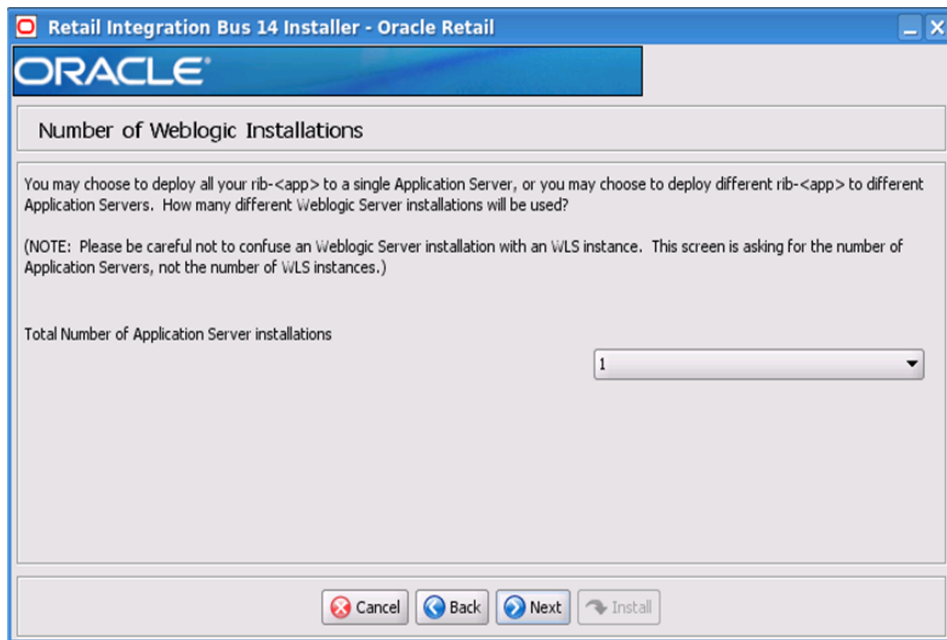 Retail Integration Bus 14 Installer - Oracle Retail
ORACLE®
Number of Weblogic Installations
You may choose to deploy all your rib-<app> to a single Application Server, or you may choose to deploy different rib-<app> to different
Application Servers. How many different Weblogic Server installations will be used?
(NOTE: Please be careful not to confuse an Weblogic Server installation with an WLS instance. This screen is asking for the number of
Application Servers, not the number of WLS instances.)
Total Number of Application Server installations
1
Cancel Back Next Install